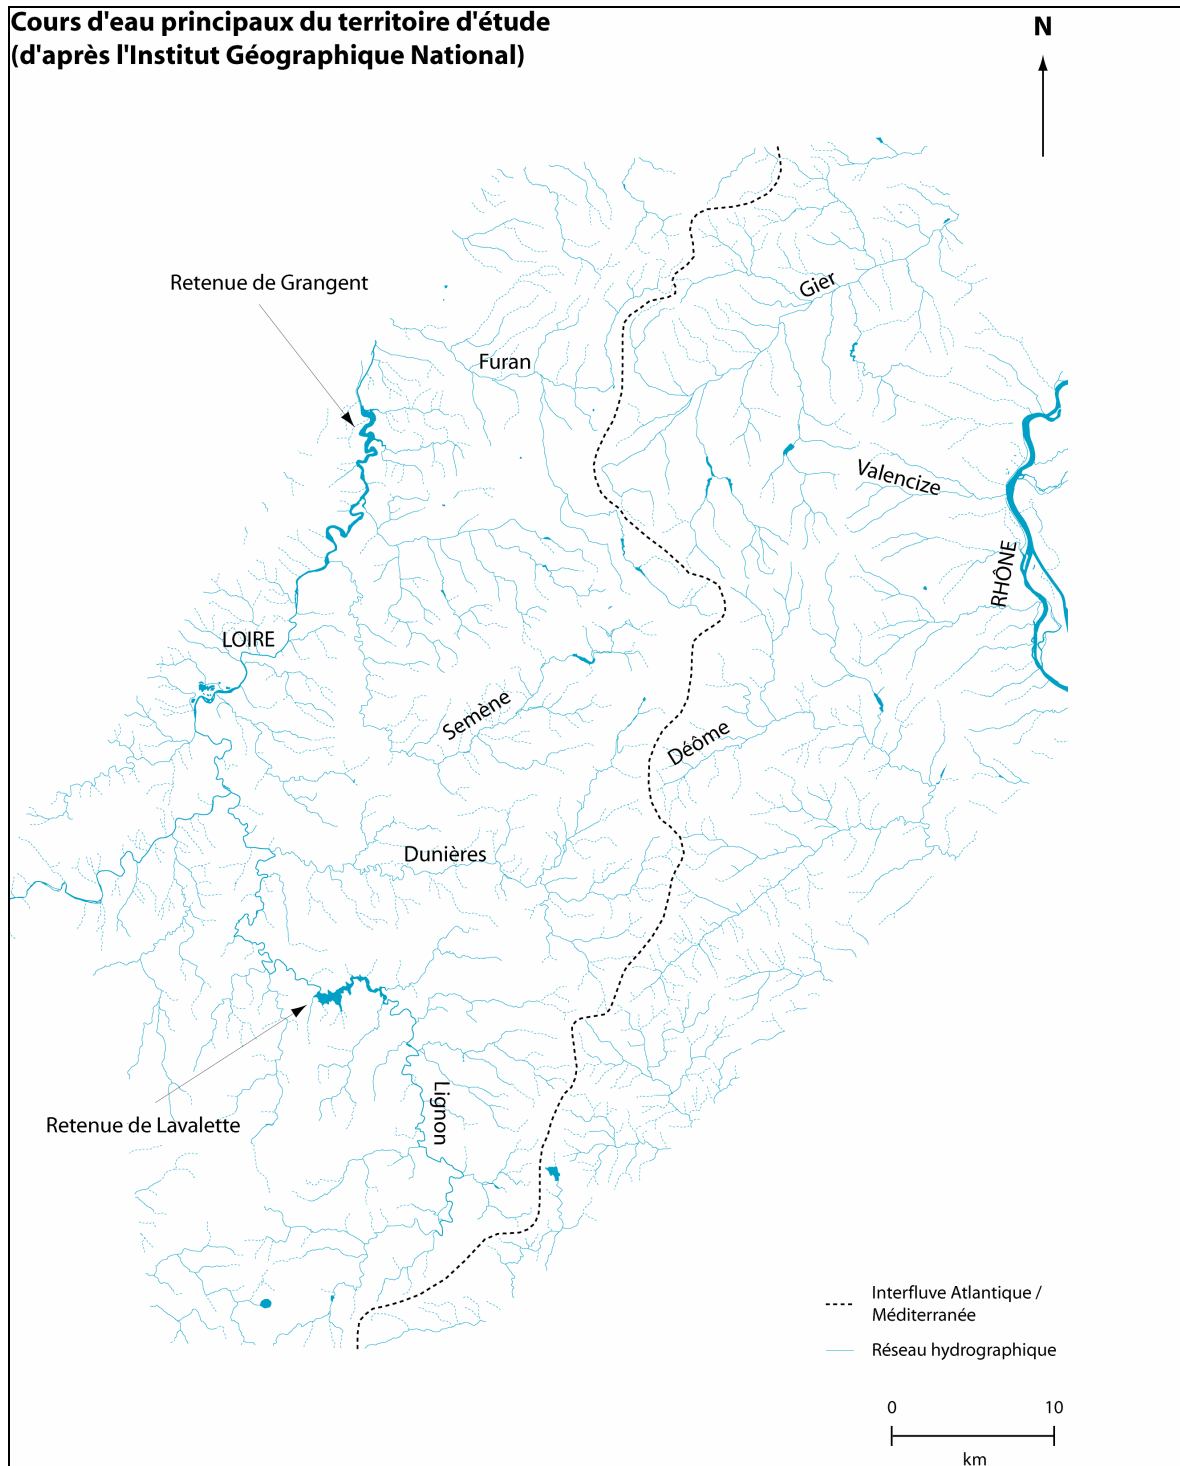 Cours d'eau principaux du territoire d'étude
(d'après l'Institut Géographique National)
N
Retenue de Grangent
Gier
Furan
Valencize
RHÔNE
LOIRE
Semène
Déôme
Dunières
Lignon
Retenue de Lavalette
Interfluve Atlantique /
Méditerranée
Réseau hydrographique
0 10
km